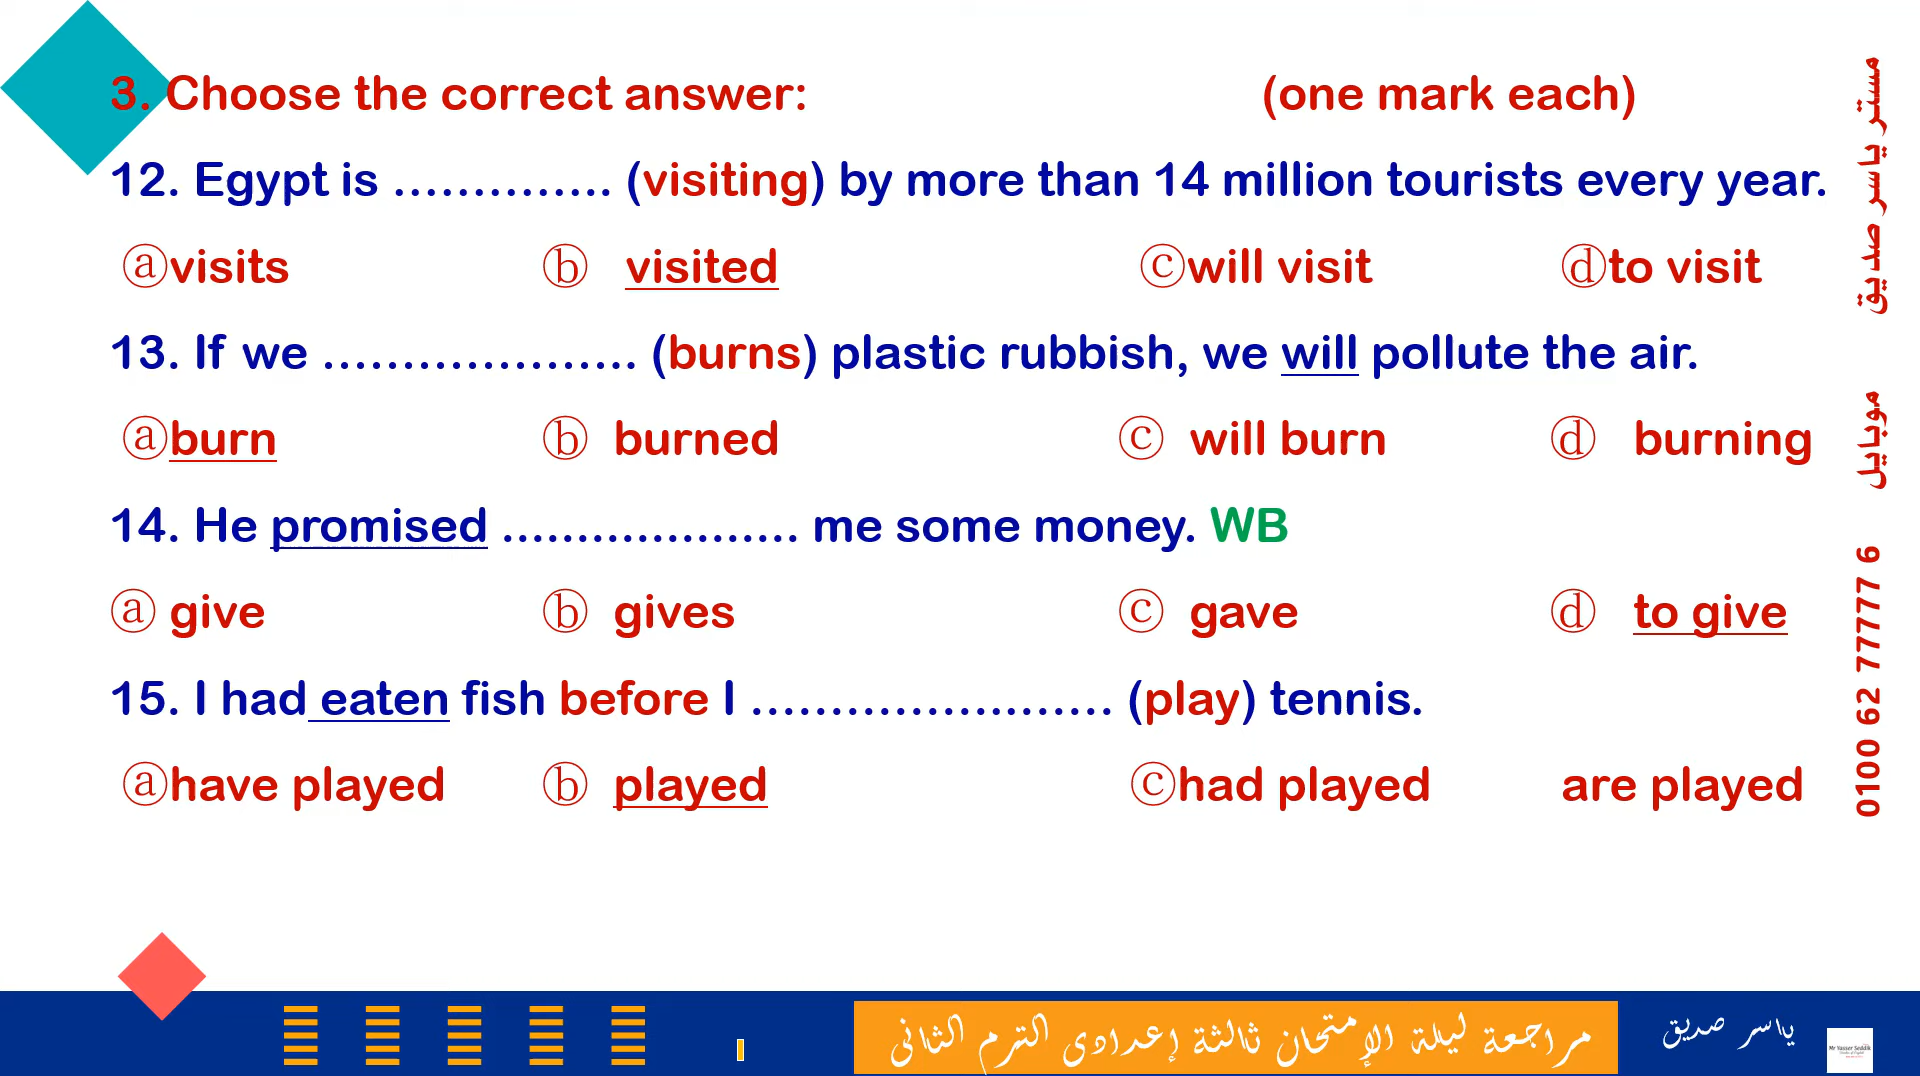 3. Choose the correct answer: (one mark each)
12. Egypt is .............. (visiting) by more than 14 million tourists every year.
ⓐvisits ⓑ visited ⓒwill visit ⓓto visit
13. If we .................... (burns) plastic rubbish, we will pollute the air.
ⓐburn ⓑ burned ⓒ will burn ⓓ burning
14. He promised .................... me some money. WB
ⓐ give ⓑ gives ⓒ gave ⓓ to give
15. I had eaten fish before I ....................... (play) tennis.
ⓐhave played ⓑ played ⓒhad played are played
مستر ياسر صديق موبايل 0100 62 77777 6
مراجعة ليلة الإمتحان ثالثة إعدادى الترم الثانى
ياسر صديق
Mr Yasser Seddik